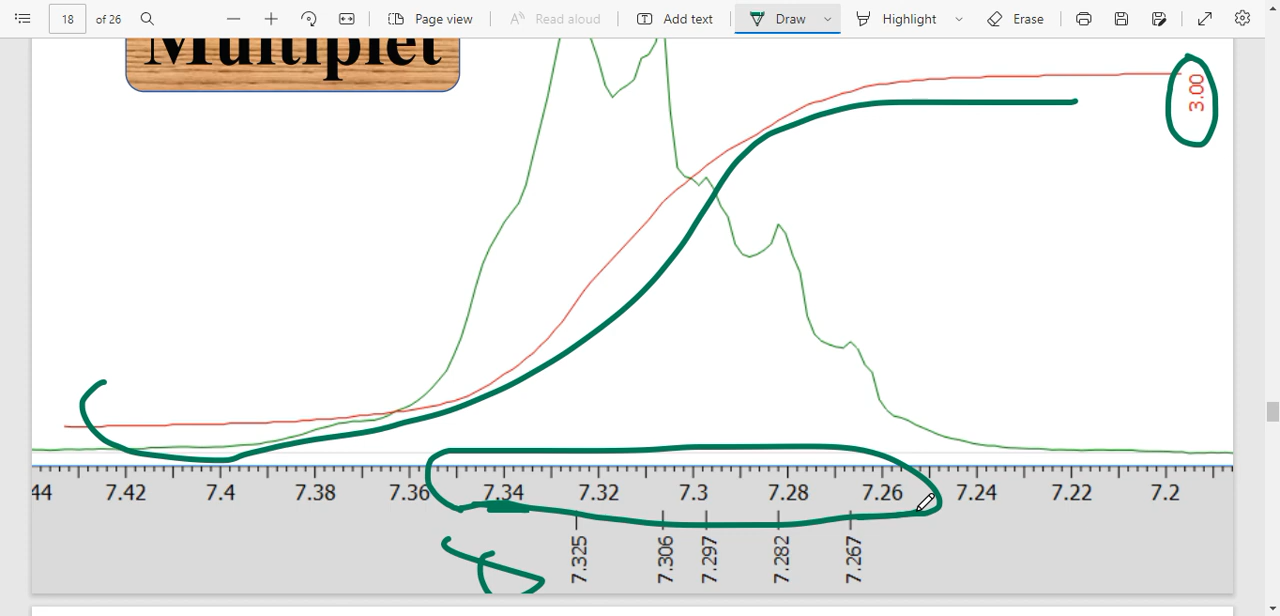 18 of 26 Page view Read aloud Add text Draw Highlight Erase
Multiplet
3.00
44 7.42 7.4 7.38 7.36 7.34 7.32 7.3 7.28 7.26 7.24 7.22 7.2
7.325 7.306 7.297 7.282 7.267